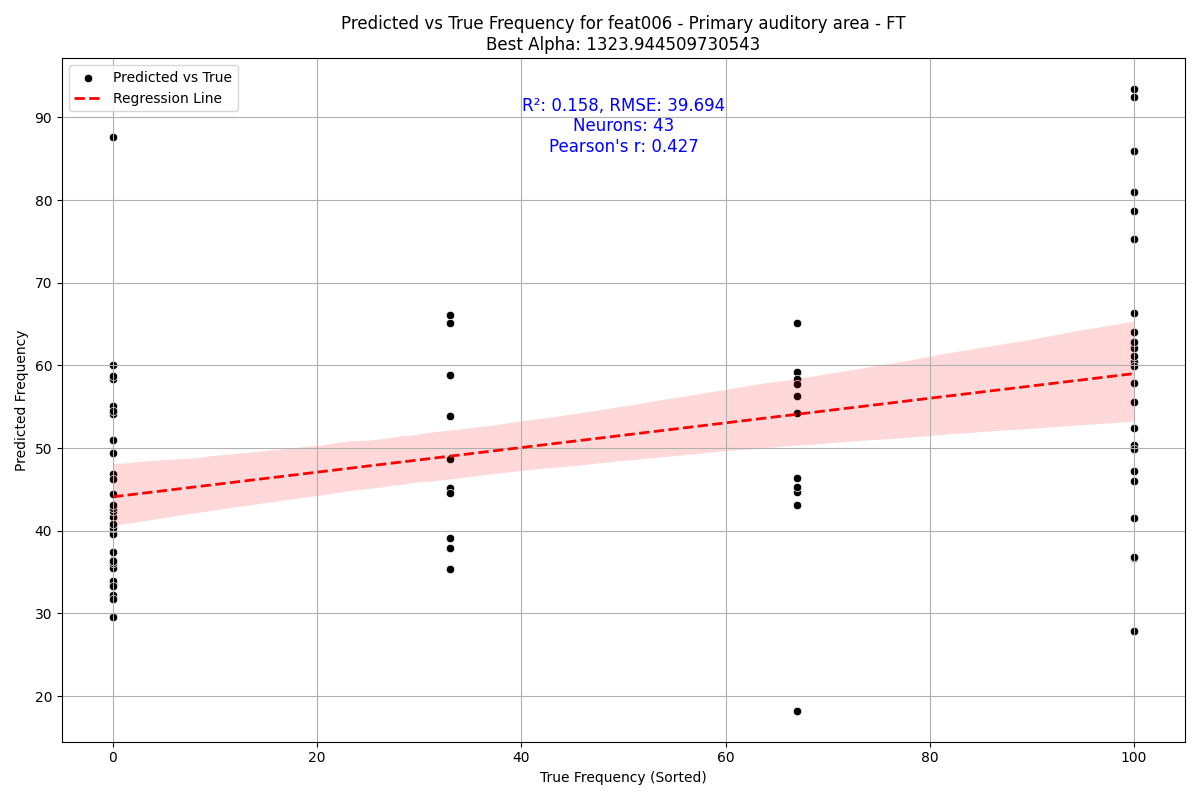 Predicted vs True Frequency for feat006 - Primary auditory area - FT
Best Alpha: 1323.944509730543
Predicted vs True
Regression Line
R²: 0.158, RMSE: 39.694
Neurons: 43
Pearson's r: 0.427
Predicted Frequency
90
80
70
60
50
40
30
20
0 20 40 60 80 100
True Frequency (Sorted)